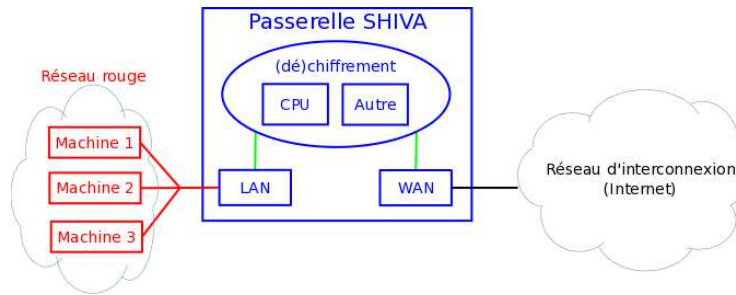 Passerelle SHIVA
(dé)chiffrement
Réseau rouge
CPU
Autre
Machine 1
Machine 2
Machine 3
LAN
WAN
Réseau d'interconnexion
(Internet)